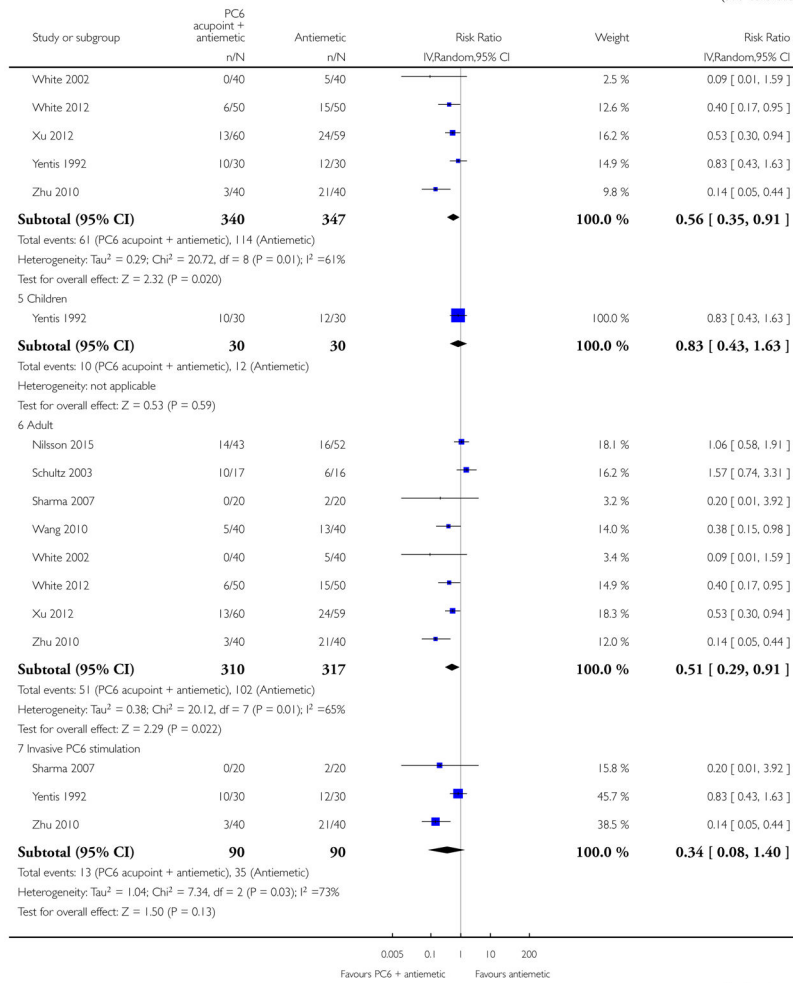 PC6
acupoint +
Study or subgroup antiemetic Antiemetic Risk Ratio Weight Risk Ratio
n/N n/N IV,Random,95% CI IV,Random,95% CI
White 2002 0/40 5/40 2.5 % 0.09 [ 0.01, 1.59 ]
White 2012 6/50 15/50 12.6 % 0.40 [ 0.17, 0.95 ]
Xu 2012 13/60 24/59 16.2 % 0.53 [ 0.30, 0.94 ]
Yentis 1992 10/30 12/30 14.9 % 0.83 [ 0.43, 1.63 ]
Zhu 2010 3/40 21/40 9.8 % 0.14 [ 0.05, 0.44 ]
Subtotal (95% CI) 340 347 100.0 % 0.56 [ 0.35, 0.91 ]
Total events: 61 (PC6 acupoint + antiemetic), 114 (Antiemetic)
Heterogeneity: Tau² = 0.29; Chi² = 20.72, df = 8 (P = 0.01); I² =61%
Test for overall effect: Z = 2.32 (P = 0.020)
5 Children
Yentis 1992 10/30 12/30 100.0 % 0.83 [ 0.43, 1.63 ]
Subtotal (95% CI) 30 30 100.0 % 0.83 [ 0.43, 1.63 ]
Total events: 10 (PC6 acupoint + antiemetic), 12 (Antiemetic)
Heterogeneity: not applicable
Test for overall effect: Z = 0.53 (P = 0.59)
6 Adult
Nilsson 2015 14/43 16/52 18.1 % 1.06 [ 0.58, 1.91 ]
Schultz 2003 10/17 6/16 16.2 % 1.57 [ 0.74, 3.31 ]
Sharma 2007 0/20 2/20 3.2 % 0.20 [ 0.01, 3.92 ]
Wang 2010 5/40 13/40 14.0 % 0.38 [ 0.15, 0.98 ]
White 2002 0/40 5/40 3.4 % 0.09 [ 0.01, 1.59 ]
White 2012 6/50 15/50 14.9 % 0.40 [ 0.17, 0.95 ]
Xu 2012 13/60 24/59 18.3 % 0.53 [ 0.30, 0.94 ]
Zhu 2010 3/40 21/40 12.0 % 0.14 [ 0.05, 0.44 ]
Subtotal (95% CI) 310 317 100.0 % 0.51 [ 0.29, 0.91 ]
Total events: 51 (PC6 acupoint + antiemetic), 102 (Antiemetic)
Heterogeneity: Tau² = 0.38; Chi² = 20.12, df = 7 (P = 0.01); I² =65%
Test for overall effect: Z = 2.29 (P = 0.022)
7 Invasive PC6 stimulation
Sharma 2007 0/20 2/20 15.8 % 0.20 [ 0.01, 3.92 ]
Yentis 1992 10/30 12/30 45.7 % 0.83 [ 0.43, 1.63 ]
Zhu 2010 3/40 21/40 38.5 % 0.14 [ 0.05, 0.44 ]
Subtotal (95% CI) 90 90 100.0 % 0.34 [ 0.08, 1.40 ]
Total events: 13 (PC6 acupoint + antiemetic), 35 (Antiemetic)
Heterogeneity: Tau² = 1.04; Chi² = 7.34, df = 2 (P = 0.03); I² =73%
Test for overall effect: Z = 1.50 (P = 0.13)
0.005 0.1 1 10 200
Favours PC6 + antiemetic Favours antiemetic